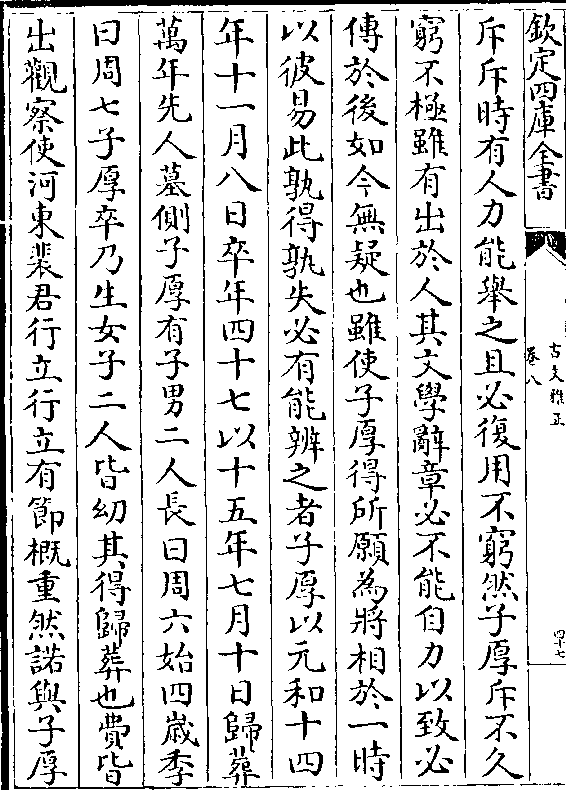 欽定四庫全書
古文雅正
卷八
四十七
斥斥時有人力能舉之且必復用不窮然子厚斥不久
窮不極雖有出於人其文學辭章必不能自力以致必
傳於後如今無疑也雖使子厚得所願為將相於一時
以彼易此孰得孰失必有能辨之者子厚以元和十四
年十一月八日卒年四十七以十五年七月十日歸葬
萬年先人墓側子厚有子男二人長曰周六始四歳季
曰周七子厚卒乃生女子二人皆幼其得歸葬也費皆
出觀察使河東裴君行立行立有節概重然諾與子厚